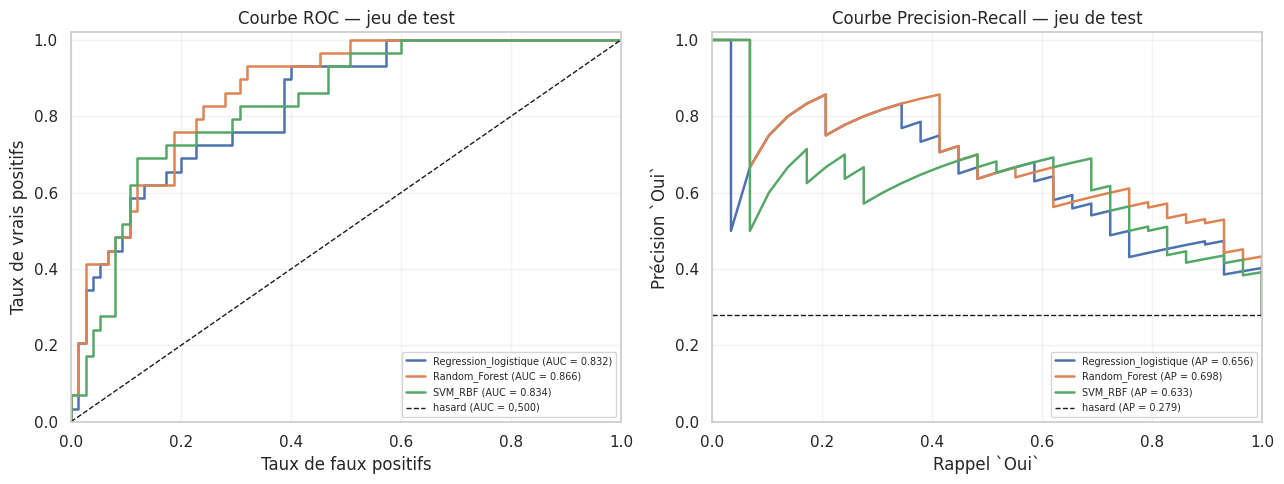 Courbe ROC — jeu de test
Taux de vrais positifs
1.0
0.8
0.6
0.4
0.2
0.0
0.0 0.2 0.4 0.6 0.8 1.0
Taux de faux positifs
Regression_logistique (AUC = 0.832)
Random_Forest (AUC = 0.866)
SVM_RBF (AUC = 0.834)
hasard (AUC = 0,500)
Courbe Precision-Recall — jeu de test
Précision `Oui`
1.0
0.8
0.6
0.4
0.2
0.0
0.0 0.2 0.4 0.6 0.8 1.0
Rappel `Oui`
Regression_logistique (AP = 0.656)
Random_Forest (AP = 0.698)
SVM_RBF (AP = 0.633)
hasard (AP = 0.279)